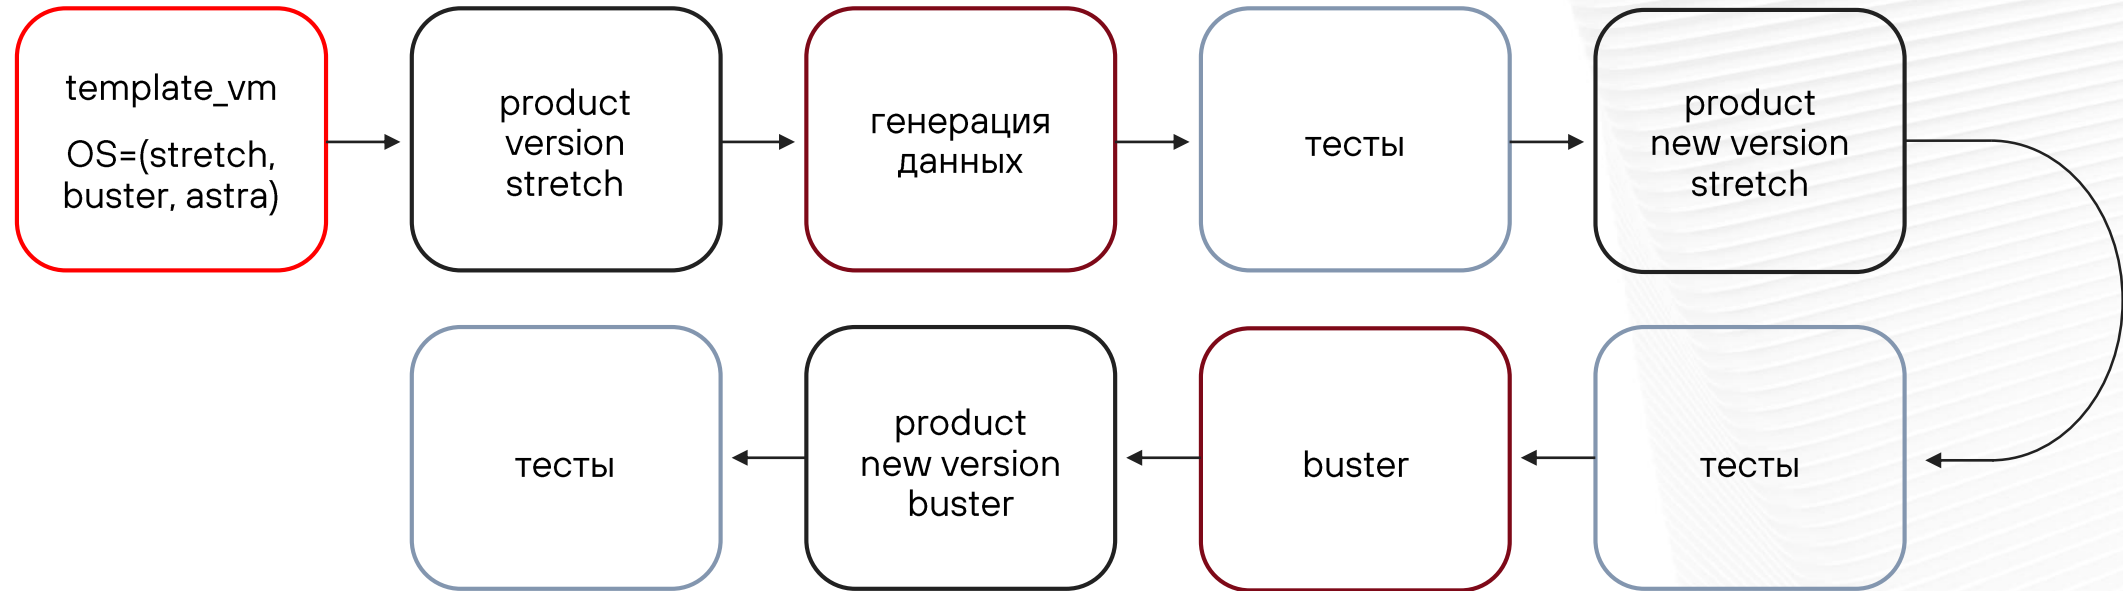 template_vm
OS=(stretch,
buster, astra)
product
version
stretch
генерация
данных
тесты
product
new version
stretch
тесты
buster
product
new version
buster
тесты